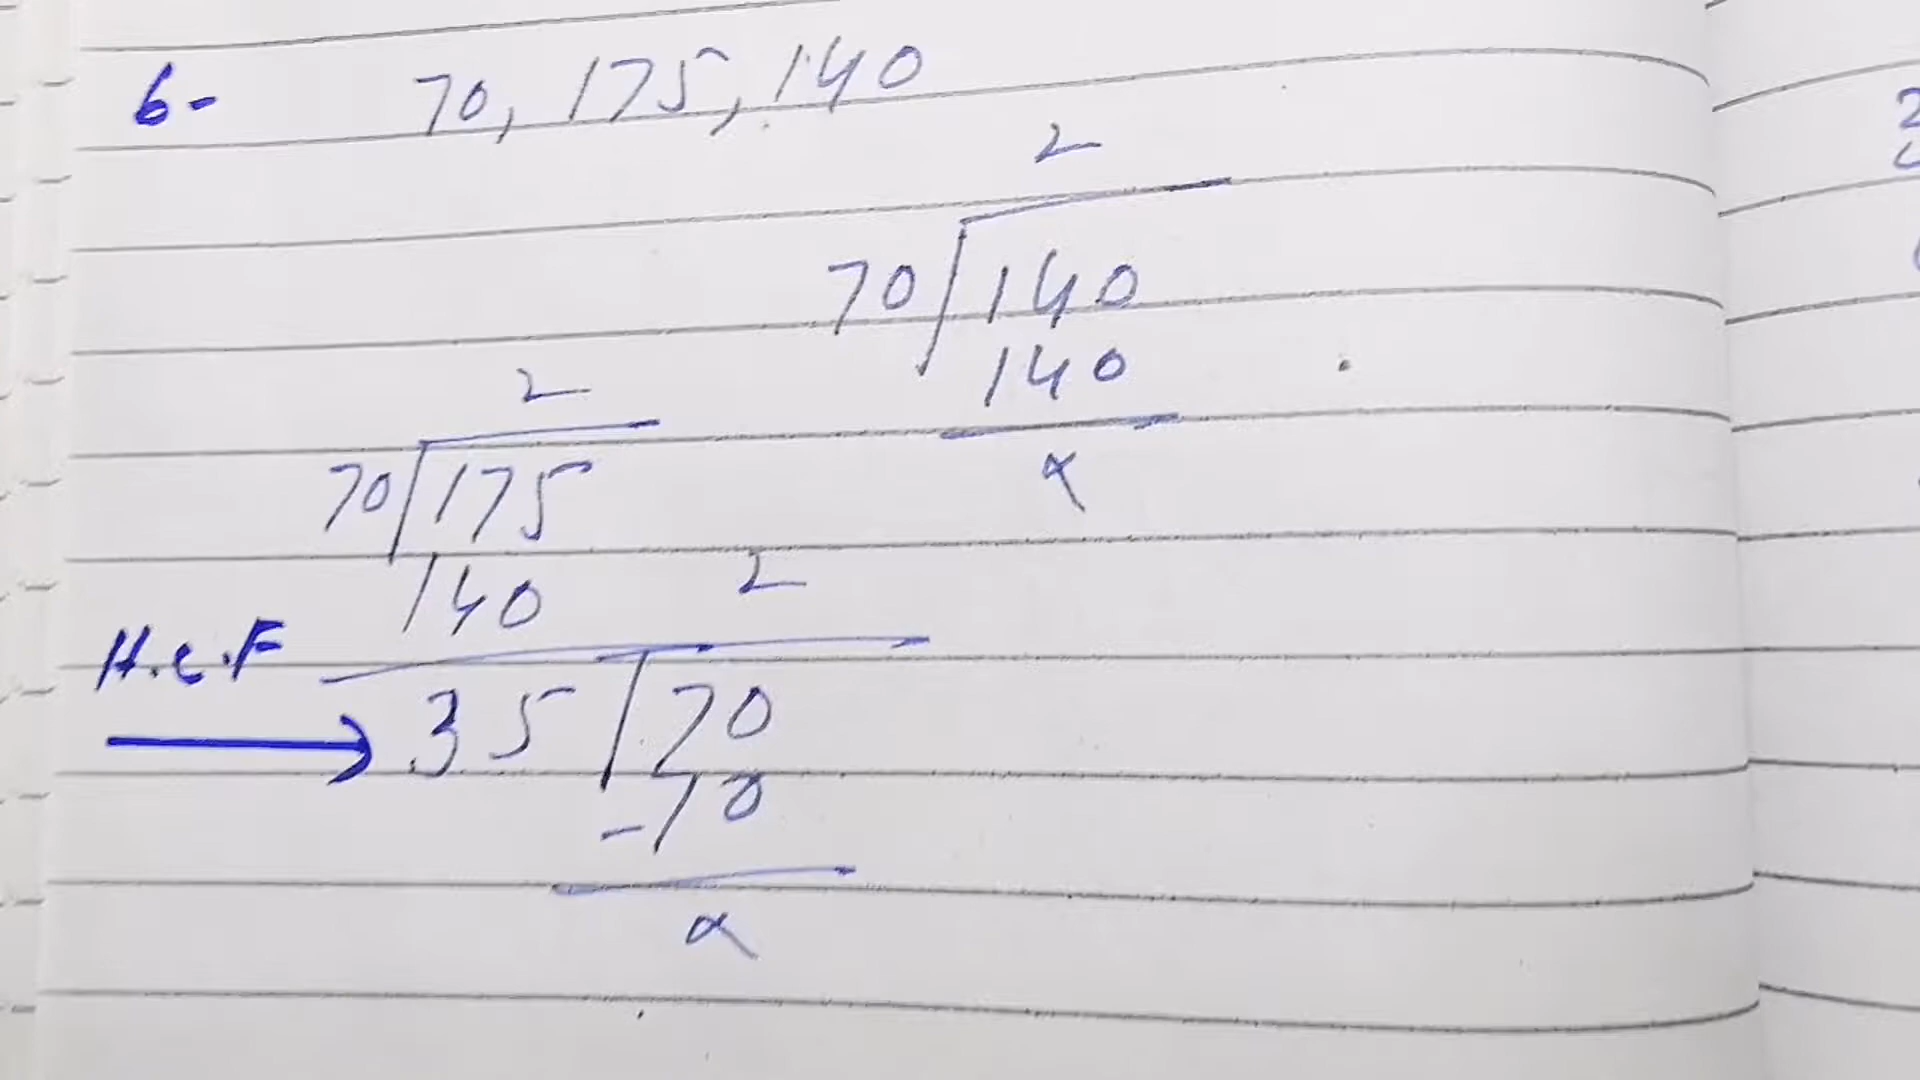 6- 70, 175, 140
2
70 140
140
x
2
70 175
140 2
H.C.F
35 70
-70
x